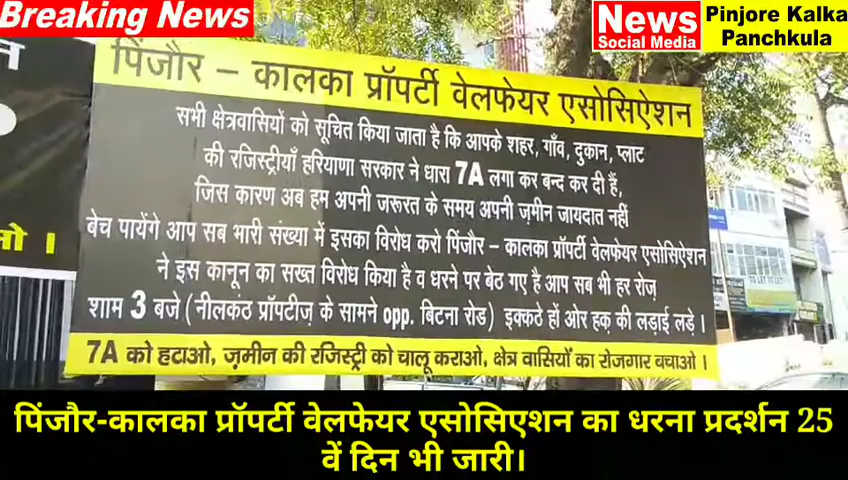 Breaking News
News
Social Media
Pinjore Kalka
Panchkula
पिंजौर – कालका प्रॉपर्टी वेलफेयर एसोसिऐशन
सभी क्षेत्रवासियों को सूचित किया जाता है कि आपके शहर, गाँव, दुकान, प्लाट
की रजिस्ट्रीयाँ हरियाणा सरकार ने धारा 7A लगा कर बन्द कर दी हैं,
जिस कारण अब हम अपनी जरूरत के समय अपनी ज़मीन जायदात नहीं
बेच पायेंगे आप सब भारी संख्या में इसका विरोध करो पिंजौर – कालका प्रॉपर्टी वेलफेयर एसोसिऐशन
ने इस कानून का सख्त विरोध किया है व धरने पर बेठ गए है आप सब भी हर रोज़
शाम 3 बजे (नीलकंठ प्रॉपटीज़ के सामने opp. बिटना रोड) इक्कठे हों ओर हक़ की लड़ाई लड़े।
7A को हटाओ, ज़मीन की रजिस्ट्री को चालू कराओ, क्षेत्र वासियों का रोजगार बचाओ।
पिंजौर-कालका प्रॉपर्टी वेलफेयर एसोसिएशन का धरना प्रदर्शन 25
वें दिन भी जारी।